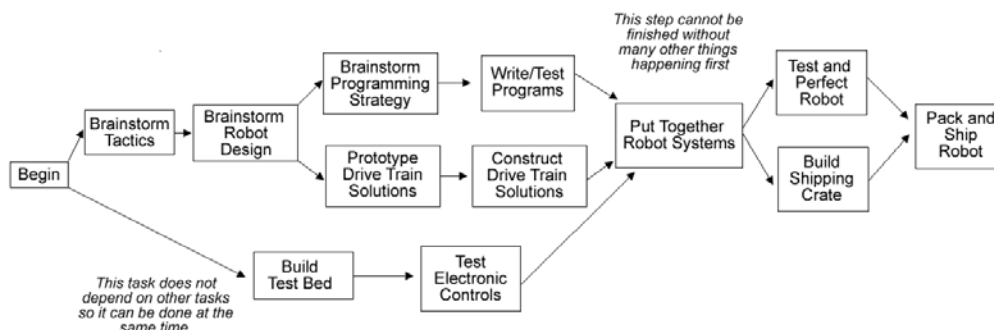 This step cannot be
finished without
many other things
happening first
Brainstorm
Programming
Strategy
Write/Test
Programs
Test and
Perfect
Robot
Brainstorm
Tactics
Brainstorm
Robot
Design
Put Together
Robot Systems
Pack and
Ship
Robot
Begin
Prototype
Drive Train
Solutions
Construct
Drive Train
Solutions
Build
Shipping
Crate
Build
Test Bed
Test
Electronic
Controls
This task does not
depend on other tasks
so it can be done at the
same time